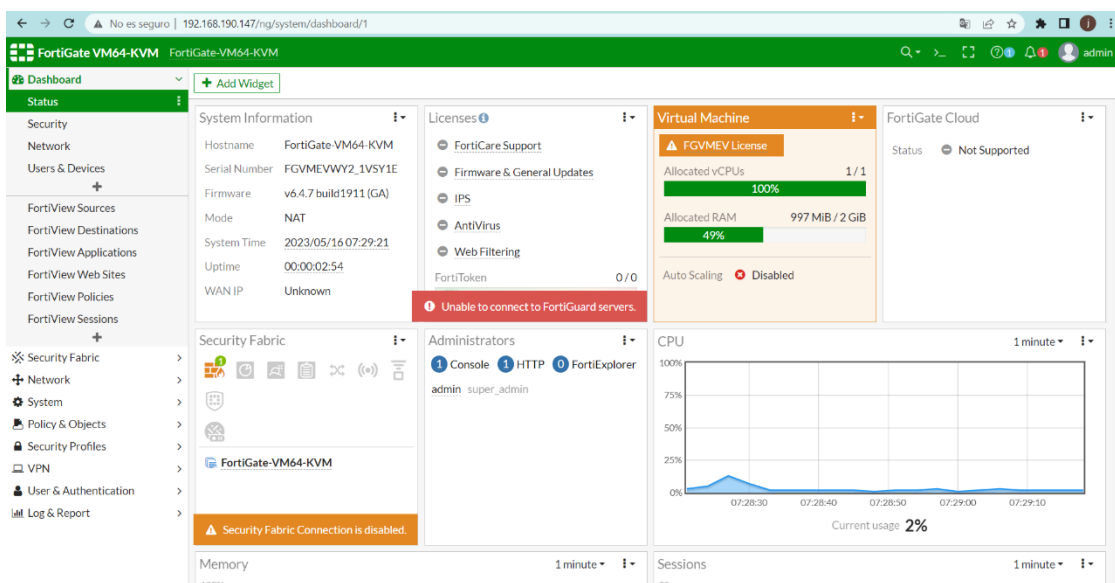 No es seguro | 192.168.190.147/ng/system/dashboard/1
FortiGate VM64-KVM FortiGate-VM64-KVM
1 1 admin
Dashboard
Status
Security
Network
Users & Devices
FortiView Sources
FortiView Destinations
FortiView Applications
FortiView Web Sites
FortiView Policies
FortiView Sessions
Security Fabric
Network
System
Policy & Objects
Security Profiles
VPN
User & Authentication
Log & Report
+ Add Widget
System Information
Hostname FortiGate-VM64-KVM
Serial Number FGVMEVWY2_1VSY1E
Firmware v6.4.7 build1911 (GA)
Mode NAT
System Time 2023/05/16 07:29:21
Uptime 00:00:02:54
WAN IP Unknown
Licenses
FortiCare Support
Firmware & General Updates
IPS
AntiVirus
Web Filtering
FortiToken 0/0
Unable to connect to FortiGuard servers.
Virtual Machine
FGVMEV License
Allocated vCPUs 1/1
100%
Allocated RAM 997 MiB / 2 GiB
49%
Auto Scaling Disabled
FortiGate Cloud
Status Not Supported
Security Fabric
1
FortiGate-VM64-KVM
Security Fabric Connection is disabled.
Administrators
1 Console 1 HTTP 0 FortiExplorer
admin super_admin
CPU 1 minute
100%
75%
50%
25%
0%
07:28:30 07:28:40 07:28:50 07:29:00 07:29:10
Current usage 2%
Memory 1 minute
Sessions 1 minute